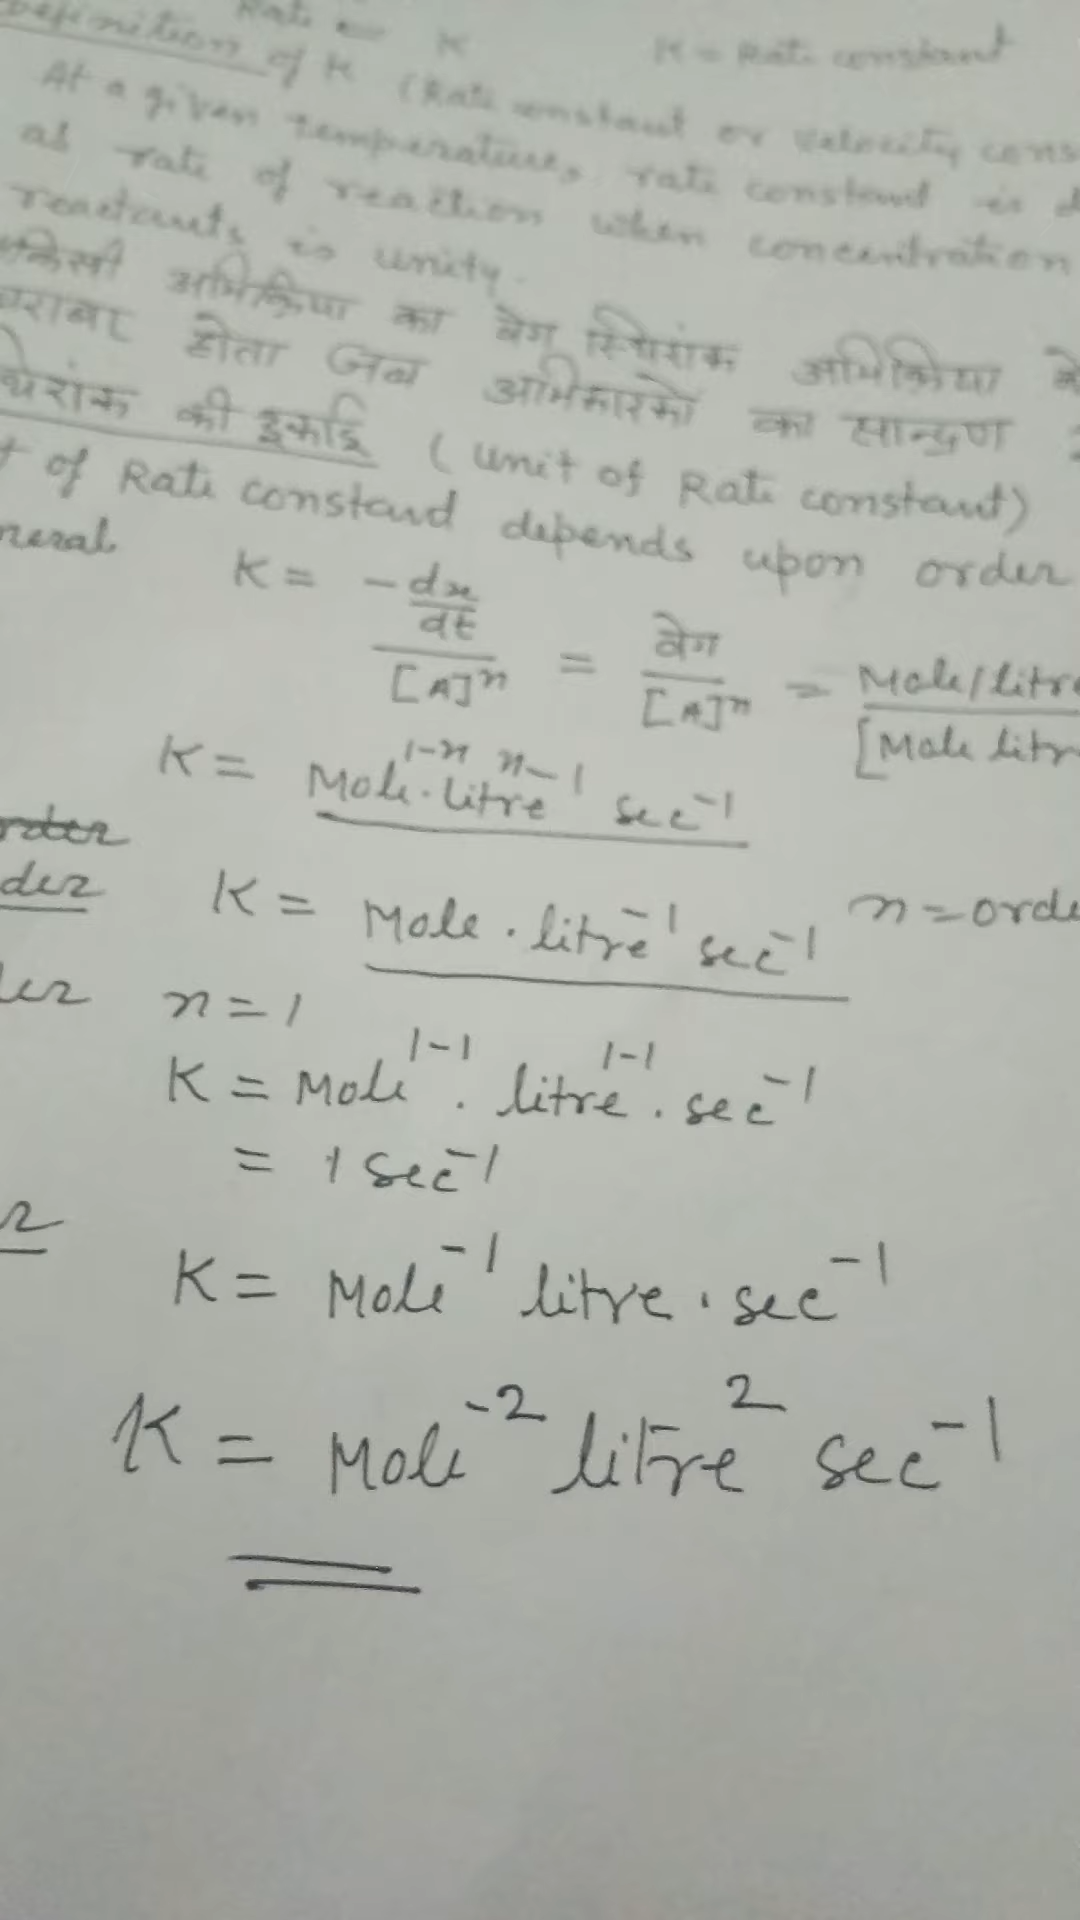 Rate = K K = Rate constant
Definition of K (Rate constant or velocity cons
At a given temperature, rate constant is d
as rate of reaction when concentration
reactants is unity.
किसी अभिक्रिया का वेग स्थिरांक अभिक्रिया के
बराबर होता जब अभिकारको का सान्द्रण
थिरांक की इकाई (Unit of Rate constant)
t of Rate constand depends upon order
neral K = -dx/dt / [A]^n = वेग / [A]^n = Mole/litre / [Mole litr
K = Mole^1-n . litre^n-1 sec^-1
order
der K = Mole . litre^-1 sec^-1 n = orde
der n = 1
K = Mole^1-1 . litre^1-1 . sec^-1
= 1 sec^-1
r K = Mole^-1 litre . sec^-1
K = Mole^-2 litre^2 sec^-1